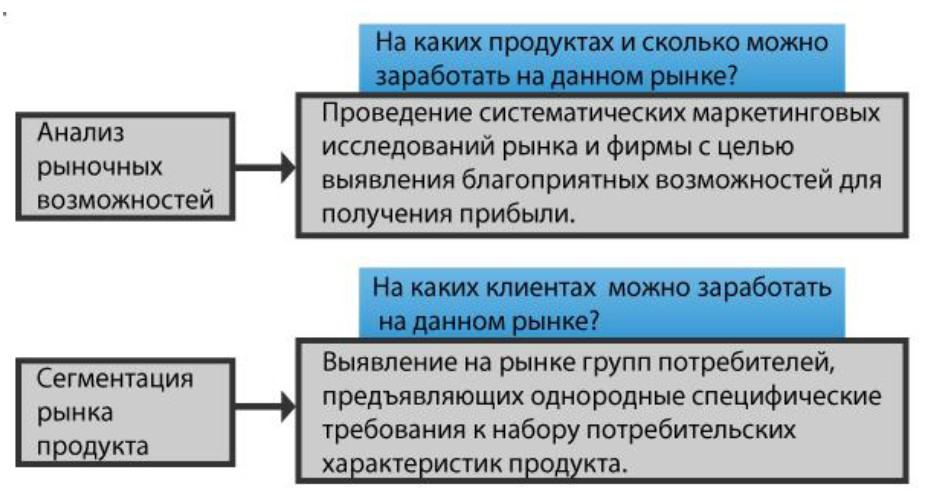 На каких продуктах и сколько можно
заработать на данном рынке?
Анализ
рыночных
возможностей
Проведение систематических маркетинговых
исследований рынка и фирмы с целью
выявления благоприятных возможностей для
получения прибыли.
На каких клиентах можно заработать
на данном рынке?
Сегментация
рынка
продукта
Выявление на рынке групп потребителей,
предъявляющих однородные специфические
требования к набору потребительских
характеристик продукта.